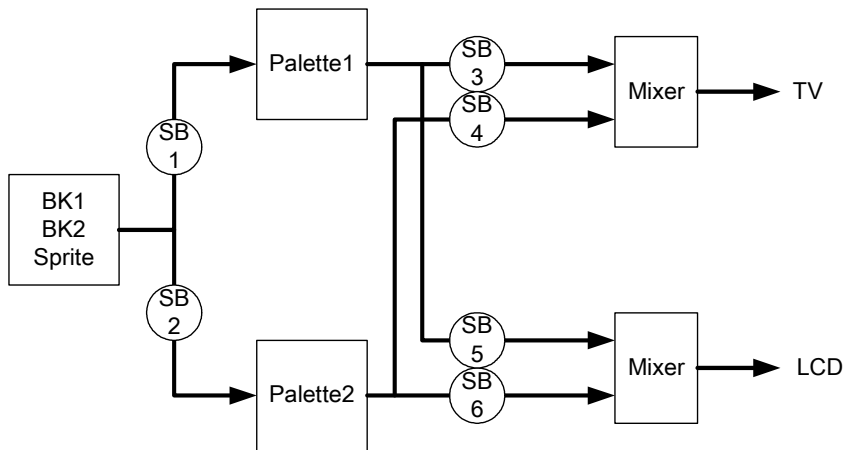 Palette1
SB
3
SB
4
Mixer
TV
SB
1
BK1
BK2
Sprite
SB
2
Palette2
SB
5
SB
6
Mixer
LCD